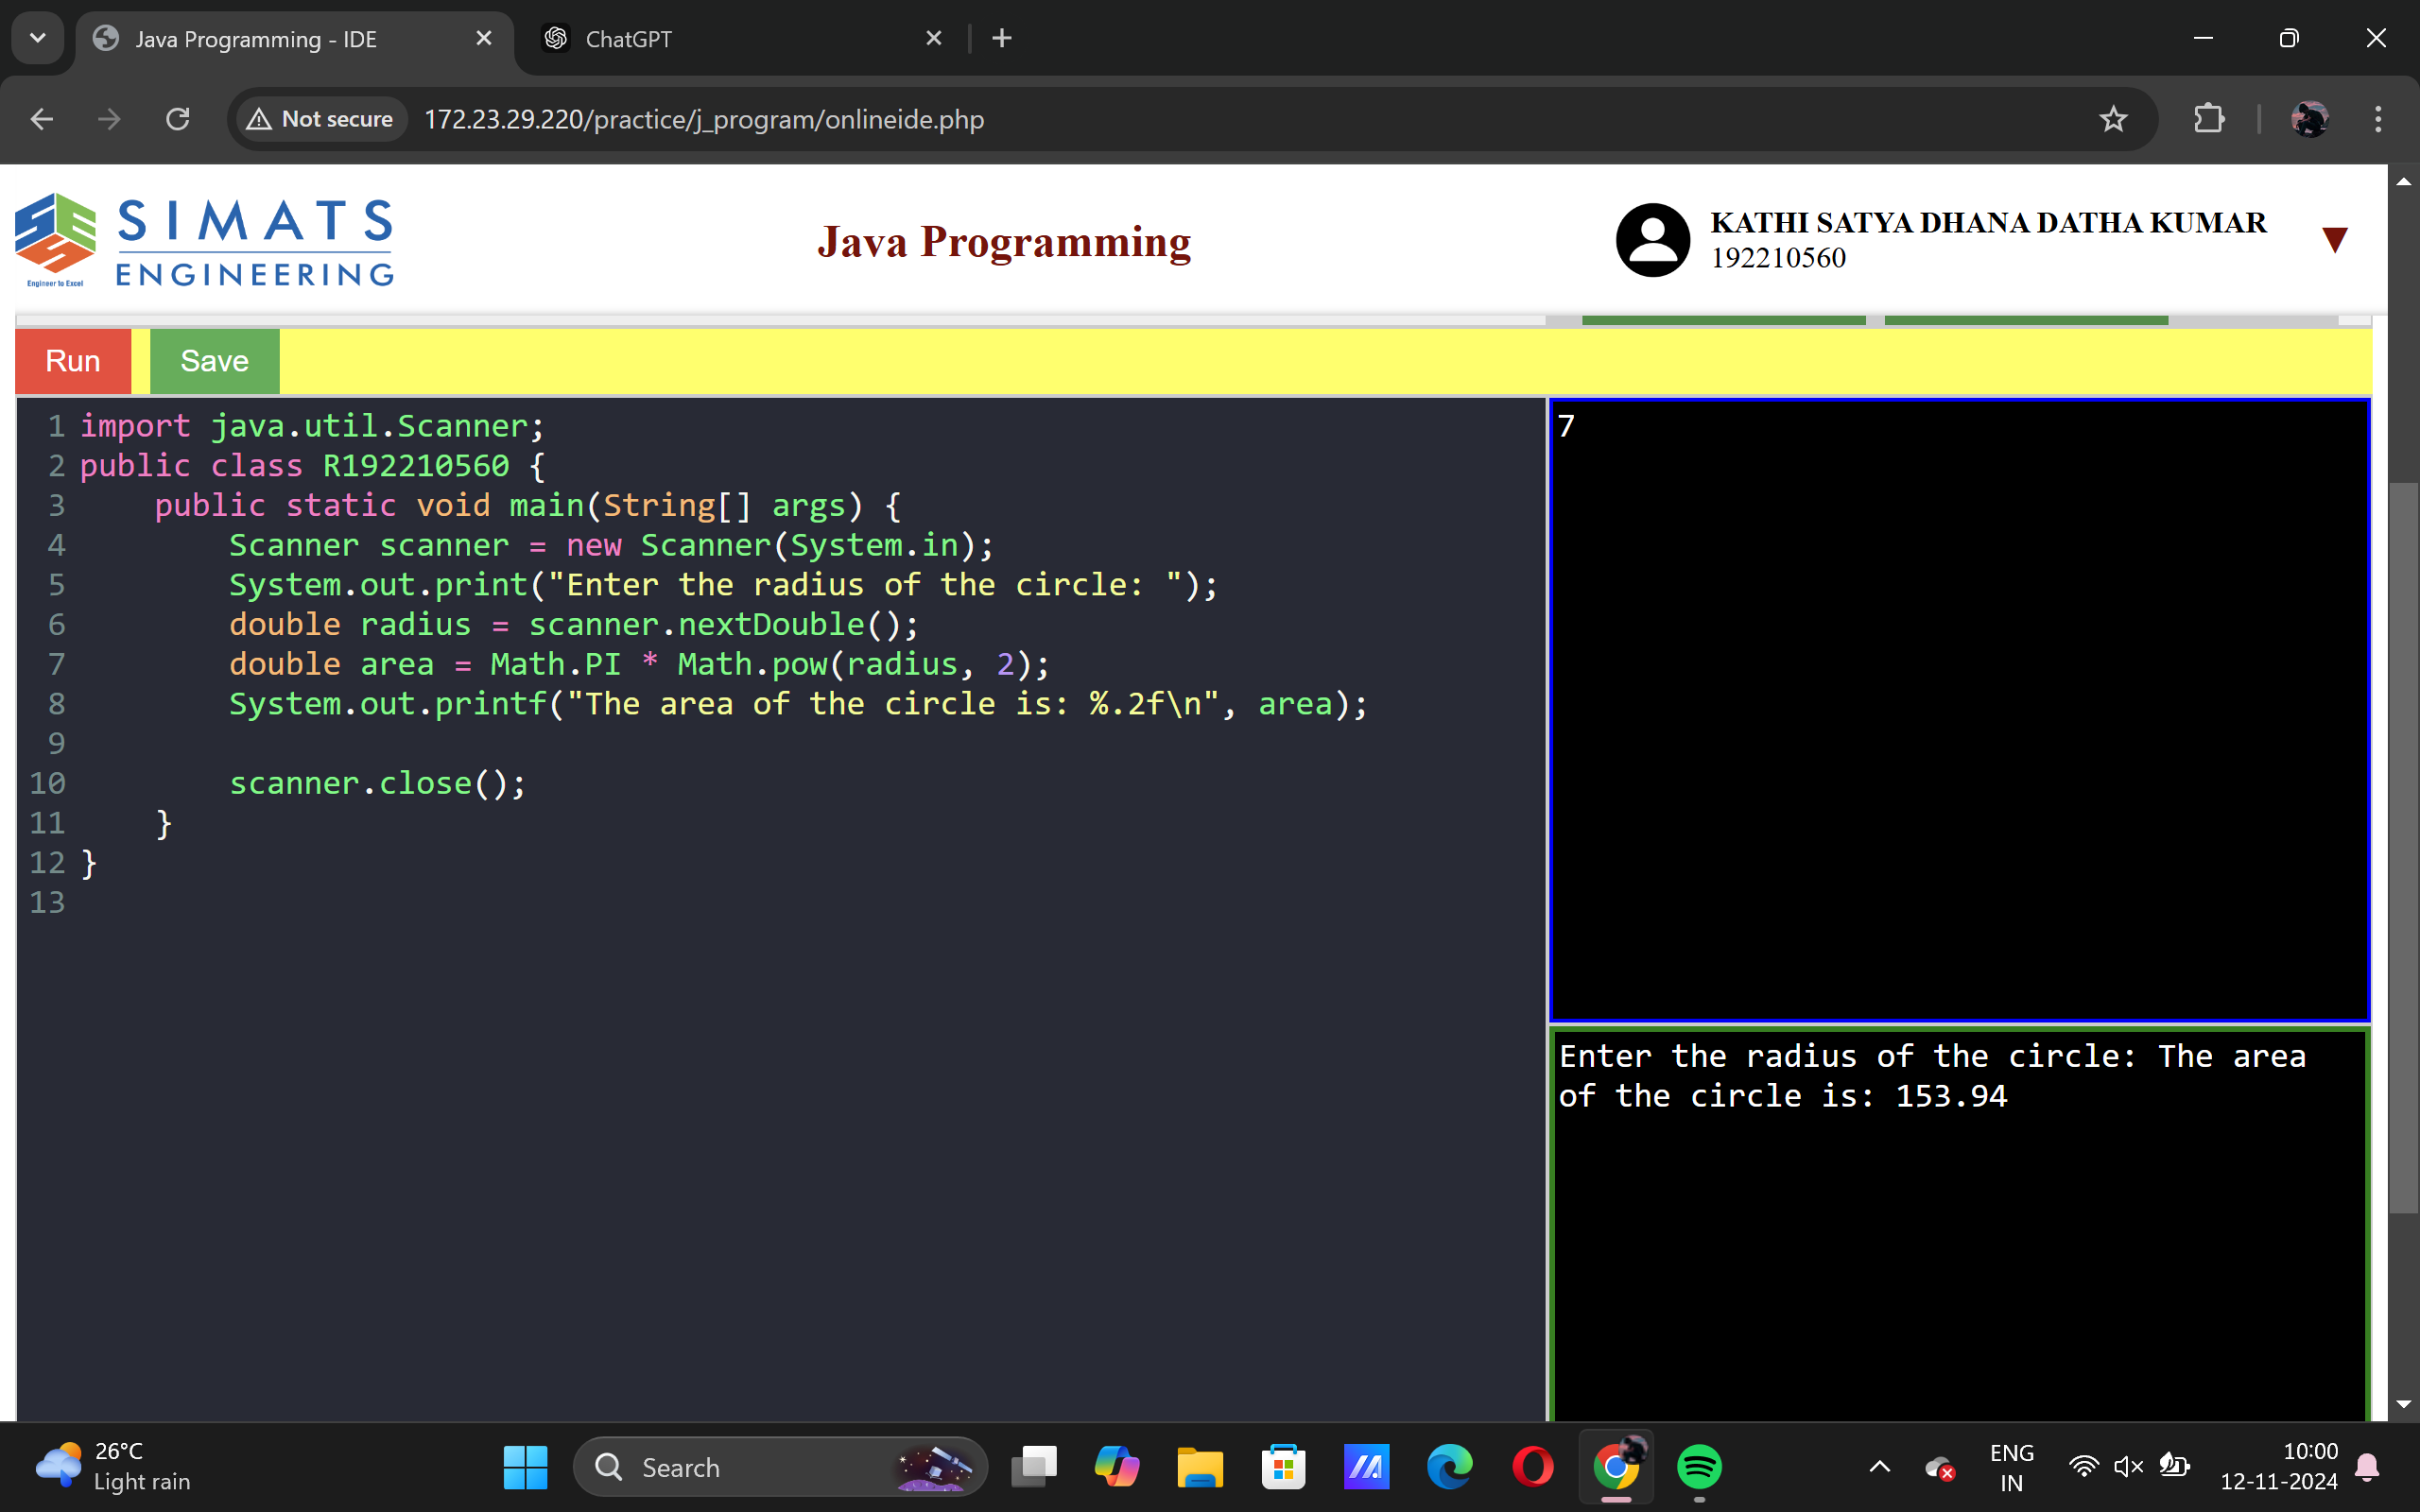 Java Programming - IDE
ChatGPT
Not secure
172.23.29.220/practice/j_program/onlineide.php
SIMATS
ENGINEERING
Engineer to Excel
Java Programming
KATHI SATYA DHANA DATHA KUMAR
192210560
Run
Save
1 import java.util.Scanner;
2 public class R192210560 {
3     public static void main(String[] args) {
4         Scanner scanner = new Scanner(System.in);
5         System.out.print("Enter the radius of the circle: ");
6         double radius = scanner.nextDouble();
7         double area = Math.PI * Math.pow(radius, 2);
8         System.out.printf("The area of the circle is: %.2f\n", area);
9
10         scanner.close();
11     }
12 }
13
7
Enter the radius of the circle: The area
of the circle is: 153.94
26°C
Light rain
Search
ENG
IN
10:00
12-11-2024